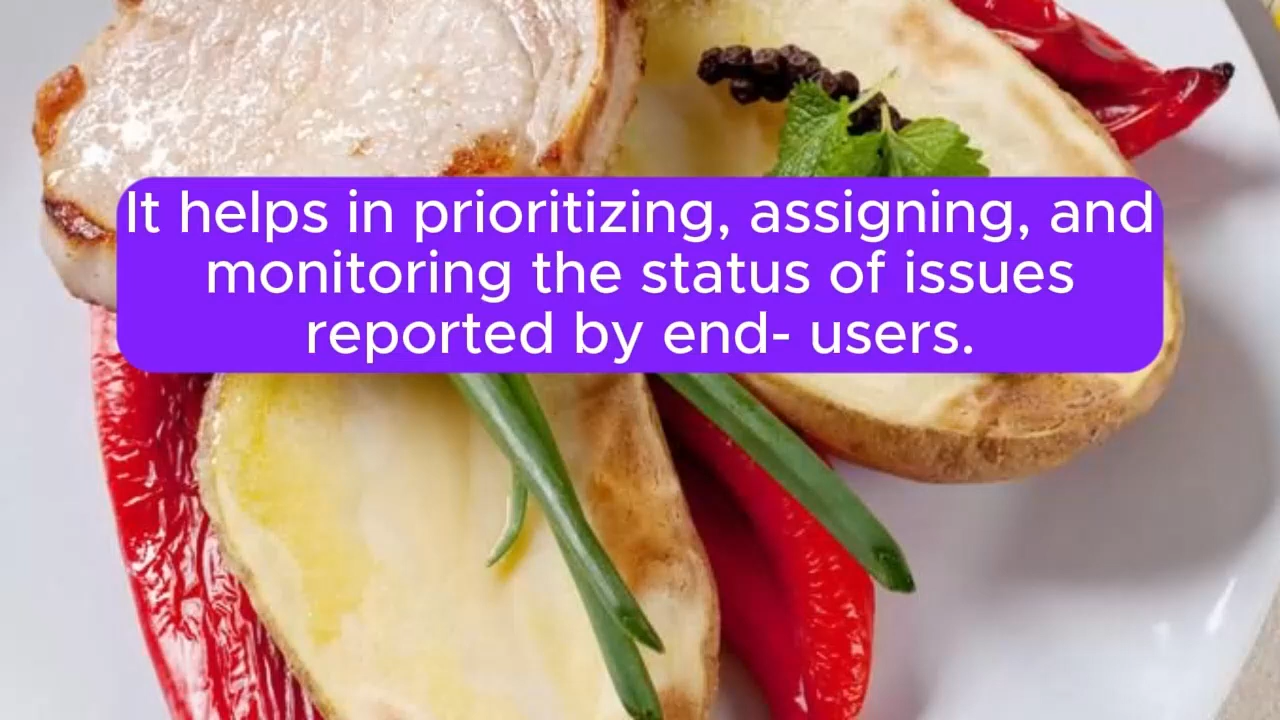 It helps in prioritizing, assigning, and
monitoring the status of issues
reported by end- users.